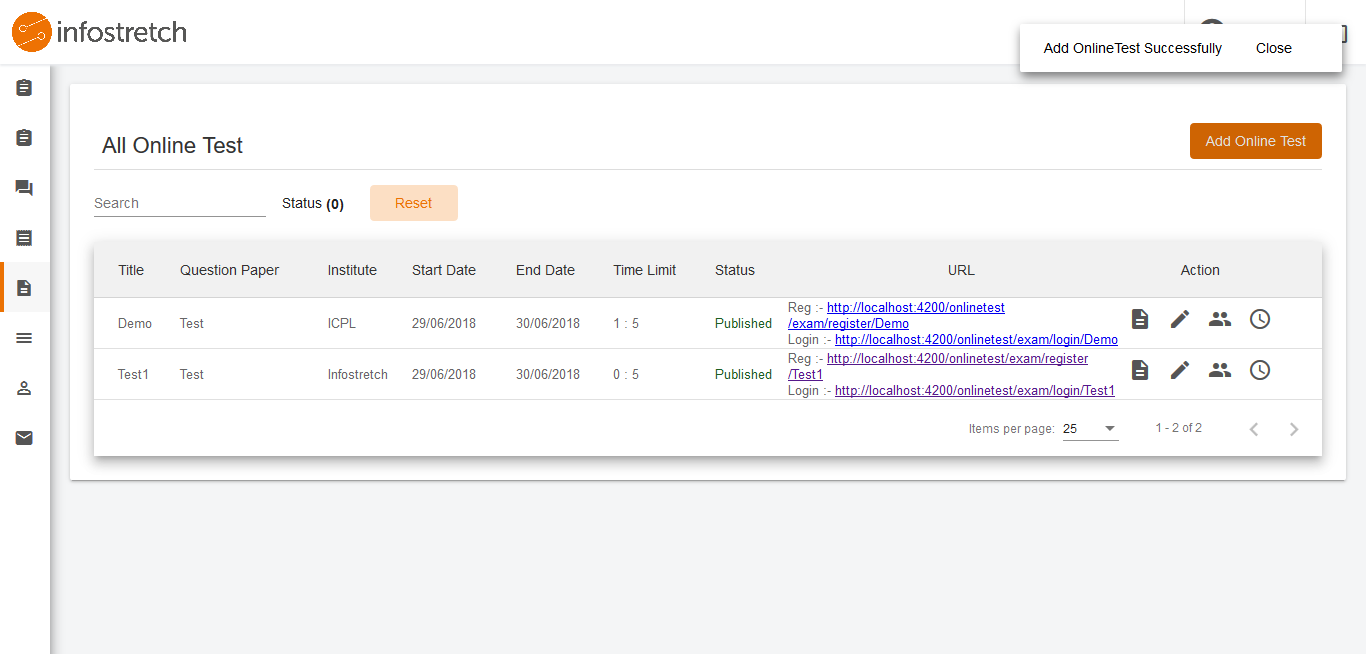 infostretch
Add OnlineTest Successfully Close
All Online Test
Add Online Test
Search Status (0) Reset
Title Question Paper Institute Start Date End Date Time Limit Status URL Action
Demo Test ICPL 29/06/2018 30/06/2018 1 : 5 Published
Reg :- http://localhost:4200/onlinetest
/exam/register/Demo
Login :- http://localhost:4200/onlinetest/exam/login/Demo
Test1 Test Infostretch 29/06/2018 30/06/2018 0 : 5 Published
Reg :- http://localhost:4200/onlinetest/exam/register
/Test1
Login :- http://localhost:4200/onlinetest/exam/login/Test1
Items per page: 25 1 - 2 of 2